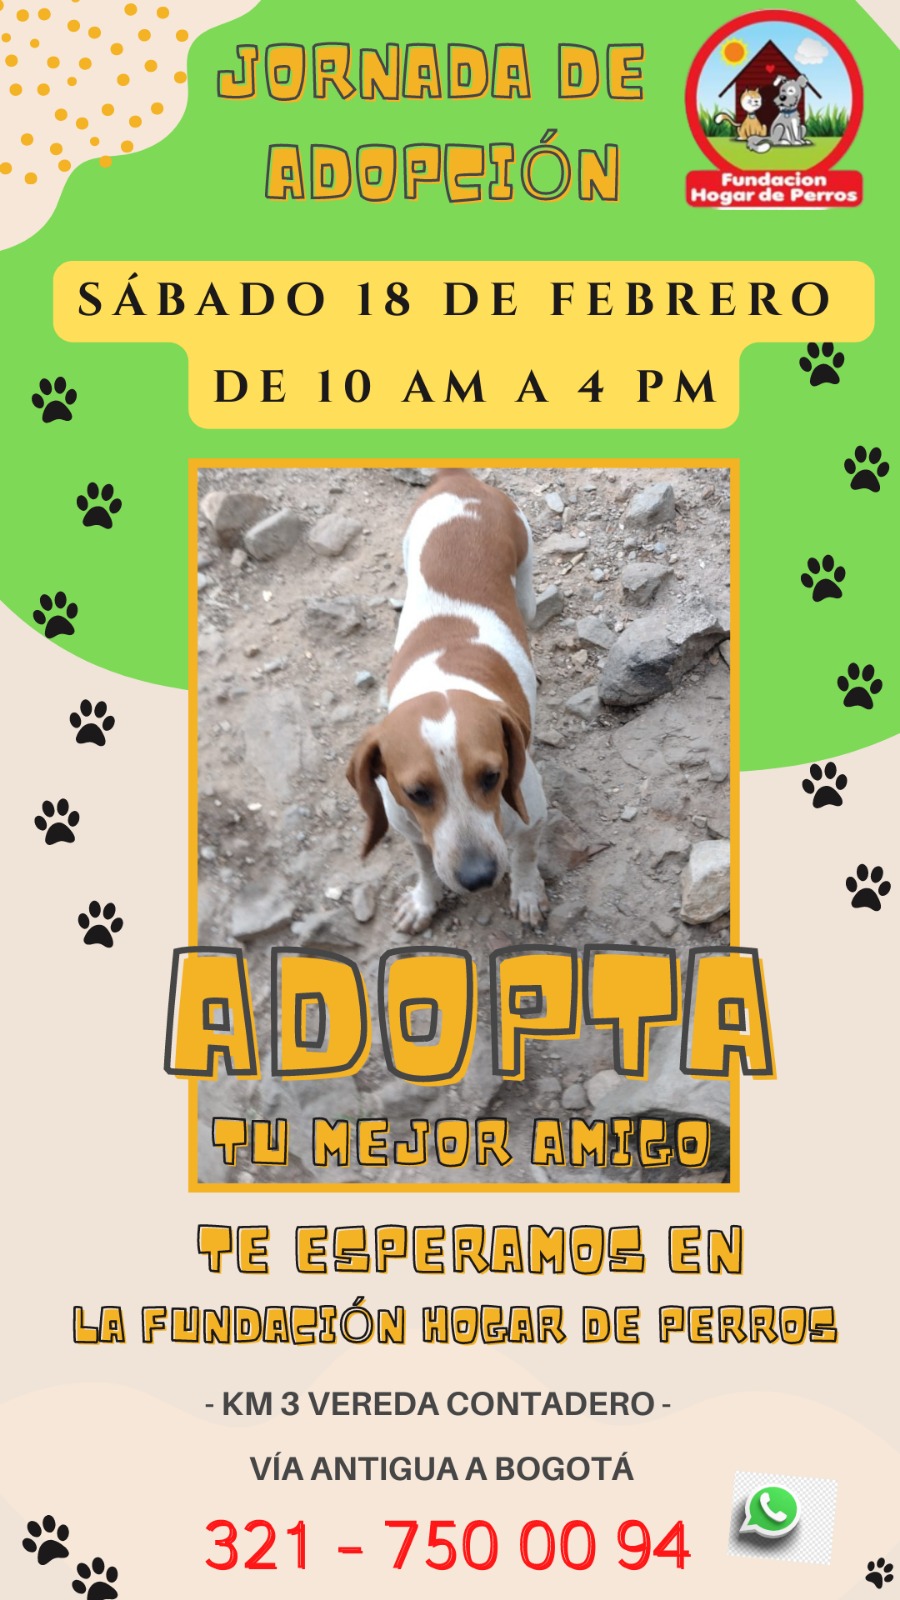 JORNADA DE
ADOPCIÓN
Fundacion
Hogar de Perros
SÁBADO 18 DE FEBRERO
DE 10 AM A 4 PM
ADOPTA
TU MEJOR AMIGO
TE ESPERAMOS EN
LA FUNDACIÓN HOGAR DE PERROS
- KM 3 VEREDA CONTADERO -
VÍA ANTIGUA A BOGOTÁ
321 - 750 00 94